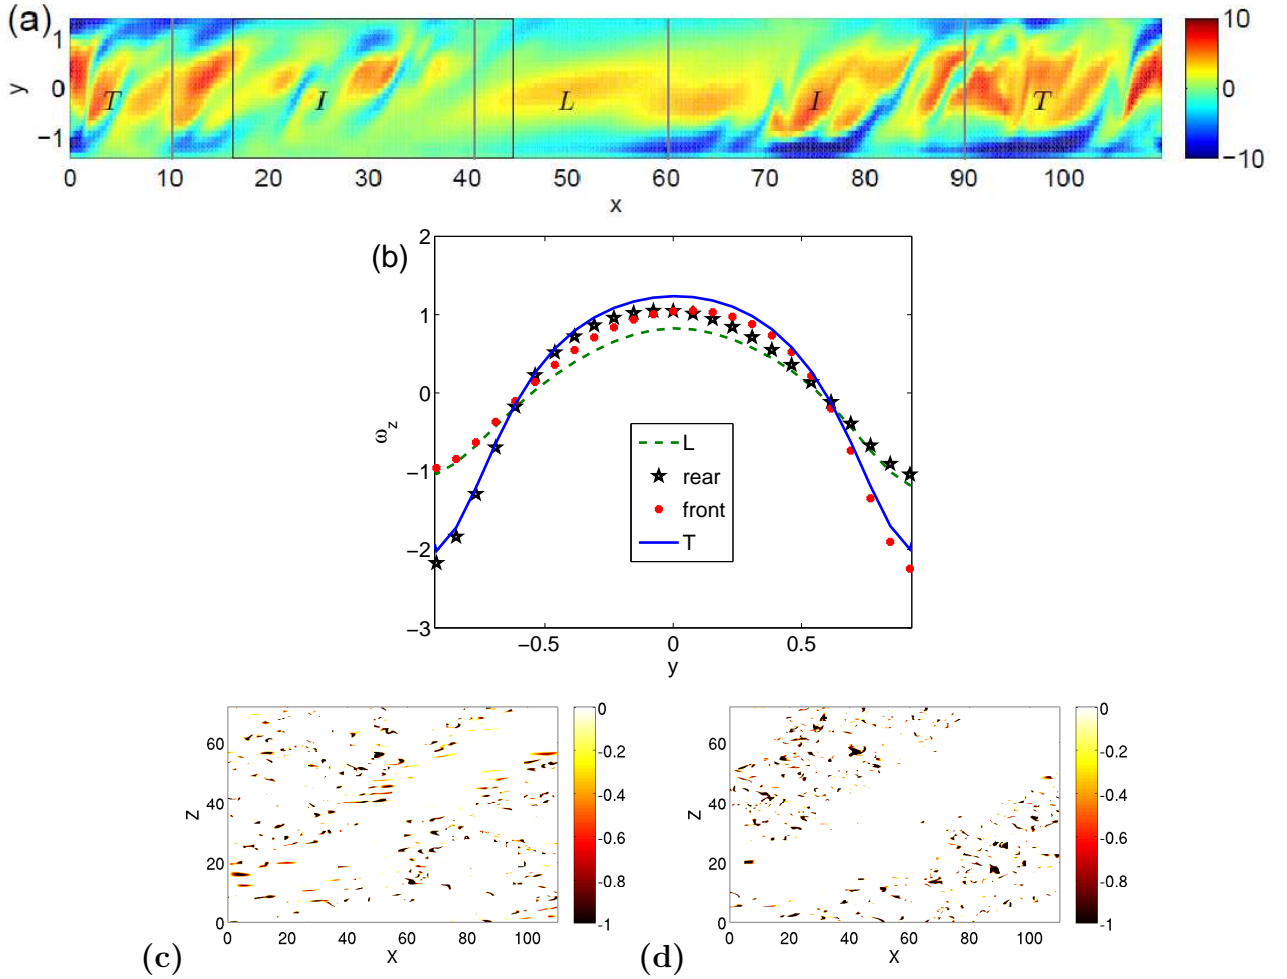 (a)
y
1
0
−1
T
I
L
I
T
10
0
−10
0 10 20 30 40 50 60 70 80 90 100
x
(b)
ω_z
2
1
0
−1
−2
−3
L
rear
front
T
−0.5 0 0.5
y
Z
60
40
20
0
0 20 40 60 80 100
X
0
-0.2
-0.4
-0.6
-0.8
-1
(c)
Z
60
40
20
0
0 20 40 60 80 100
X
0
-0.2
-0.4
-0.6
-0.8
-1
(d)